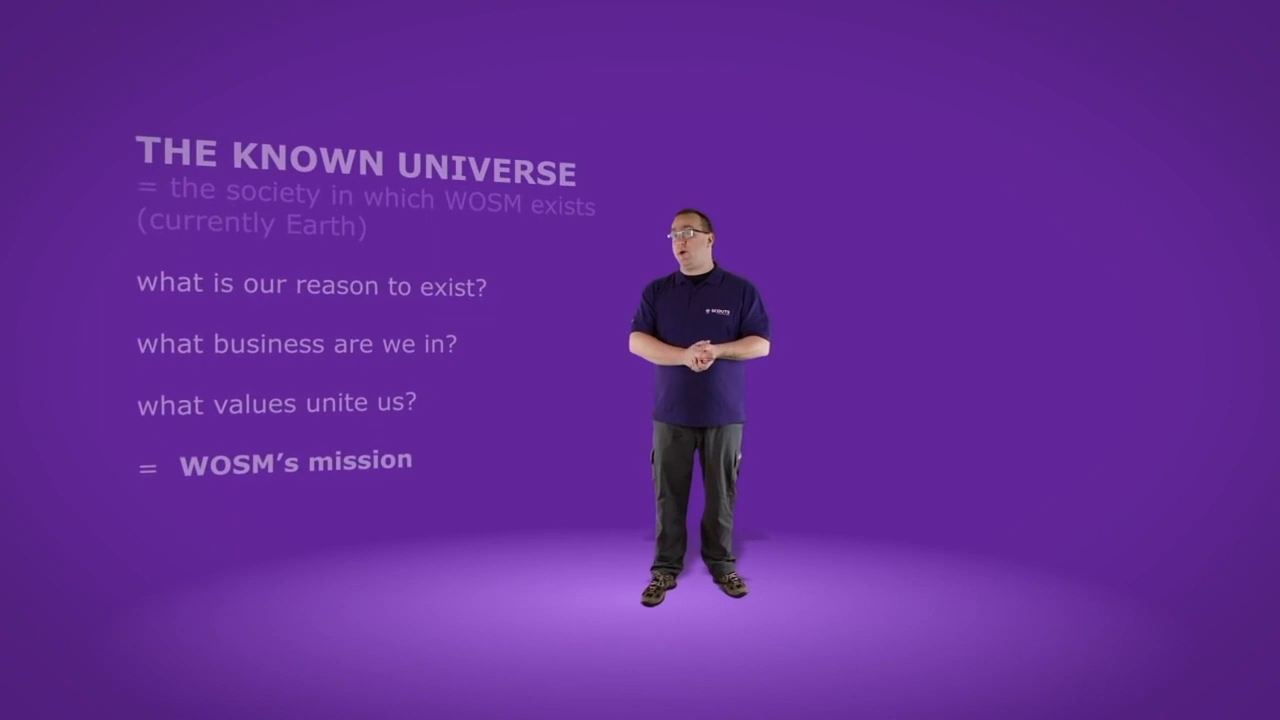 THE KNOWN UNIVERSE
= the society in which WOSM exists
(currently Earth)
what is our reason to exist?
what business are we in?
what values unite us?
= WOSM’s mission
SCOUTS